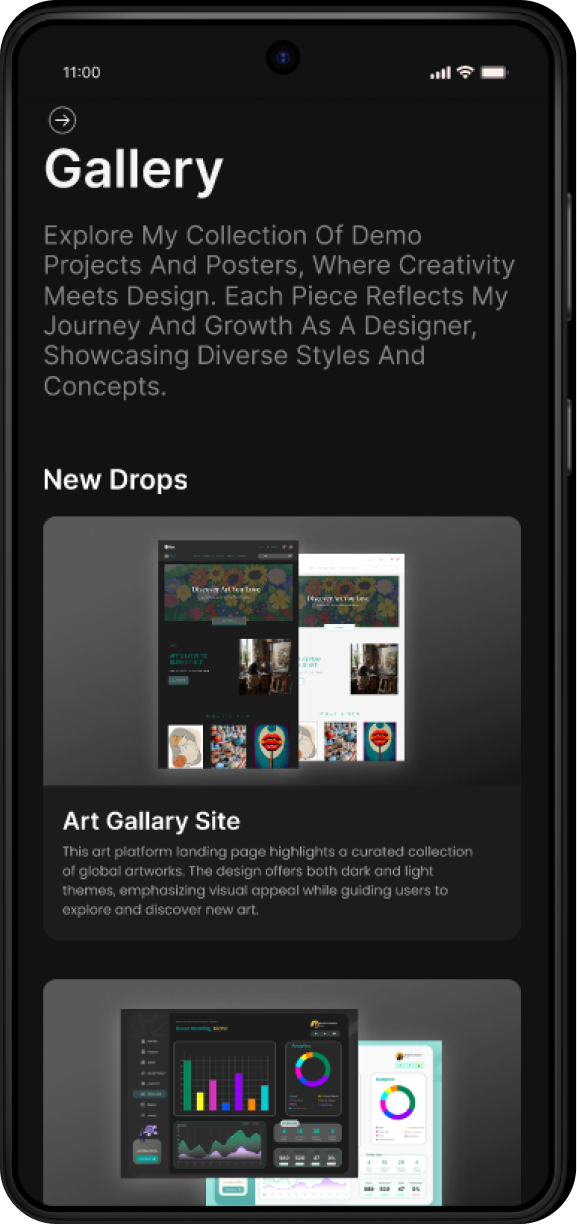 11:00
Gallery
Explore My Collection Of Demo
Projects And Posters, Where Creativity
Meets Design. Each Piece Reflects My
Journey And Growth As A Designer,
Showcasing Diverse Styles And
Concepts.
New Drops
Discover Art You Love
Discover Art You Love
Art Gallary Site
This art platform landing page highlights a curated collection
of global artworks. The design offers both dark and light
themes, emphasizing visual appeal while guiding users to
explore and discover new art.
Analytics
Analytics